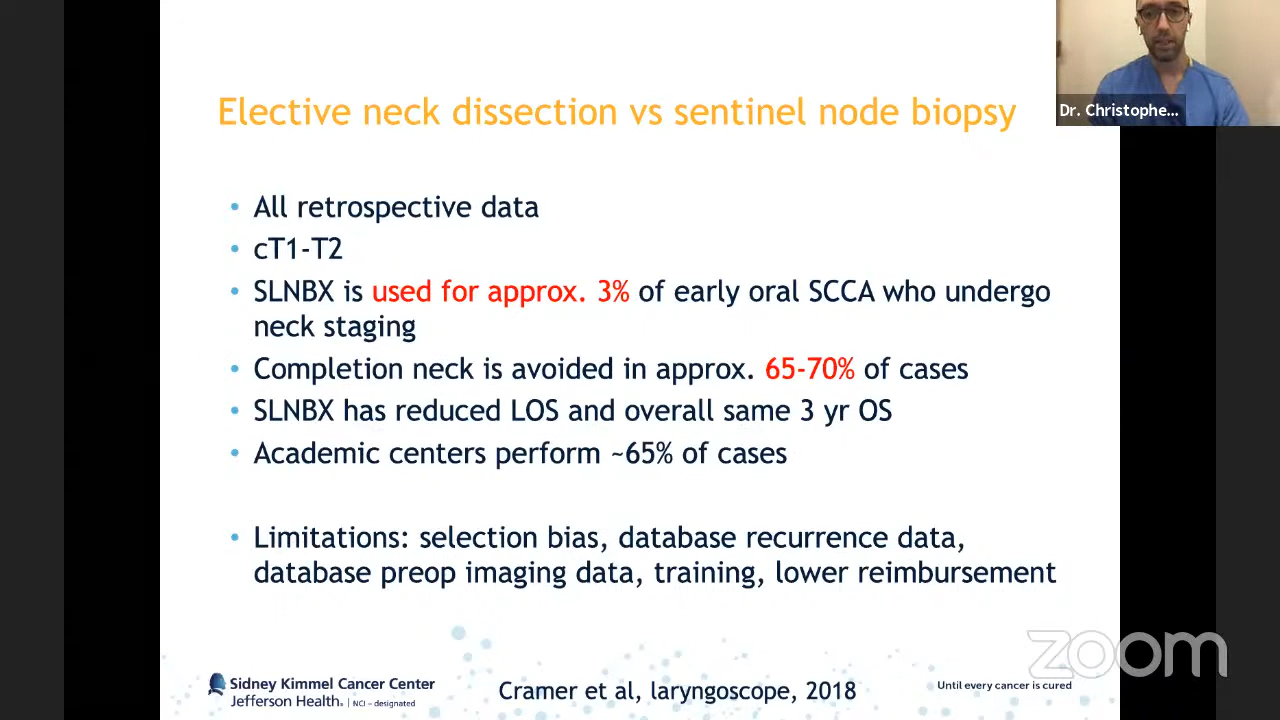 Dr. Christophe...
Elective neck dissection vs sentinel node biopsy
• All retrospective data
• cT1-T2
• SLNBX is used for approx. 3% of early oral SCCA who undergo
neck staging
• Completion neck is avoided in approx. 65-70% of cases
• SLNBX has reduced LOS and overall same 3 yr OS
• Academic centers perform ~65% of cases
• Limitations: selection bias, database recurrence data,
database preop imaging data, training, lower reimbursement
zoom
Sidney Kimmel Cancer Center
Jefferson Health. | NCI – designated
Cramer et al, laryngoscope, 2018
Until every cancer is cured